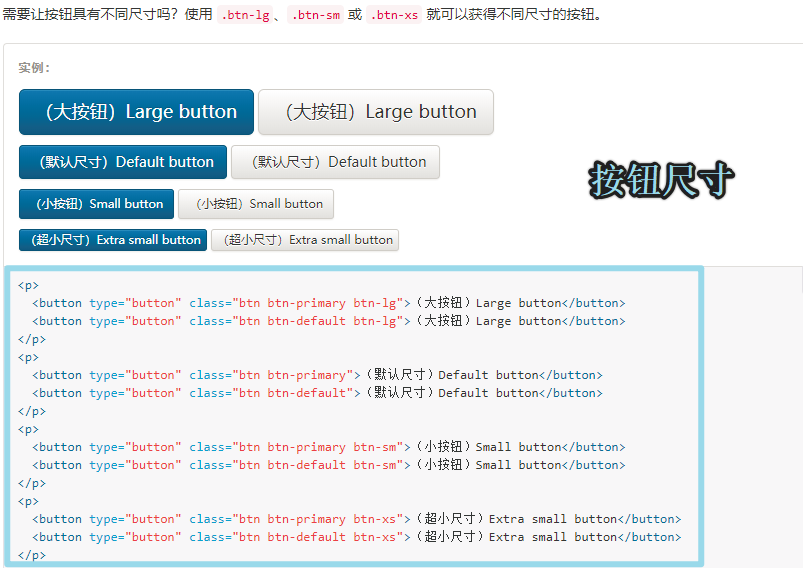 需要让按钮具有不同尺寸吗？使用 .btn-lg 、 .btn-sm 或 .btn-xs 就可以获得不同尺寸的按钮。
实例：
（大按钮）Large button （大按钮）Large button
（默认尺寸）Default button （默认尺寸）Default button
按钮尺寸
（小按钮）Small button （小按钮）Small button
（超小尺寸）Extra small button （超小尺寸）Extra small button
<p>
  <button type="button" class="btn btn-primary btn-lg">（大按钮）Large button</button>
  <button type="button" class="btn btn-default btn-lg">（大按钮）Large button</button>
</p>
<p>
  <button type="button" class="btn btn-primary">（默认尺寸）Default button</button>
  <button type="button" class="btn btn-default">（默认尺寸）Default button</button>
</p>
<p>
  <button type="button" class="btn btn-primary btn-sm">（小按钮）Small button</button>
  <button type="button" class="btn btn-default btn-sm">（小按钮）Small button</button>
</p>
<p>
  <button type="button" class="btn btn-primary btn-xs">（超小尺寸）Extra small button</button>
  <button type="button" class="btn btn-default btn-xs">（超小尺寸）Extra small button</button>
</p>